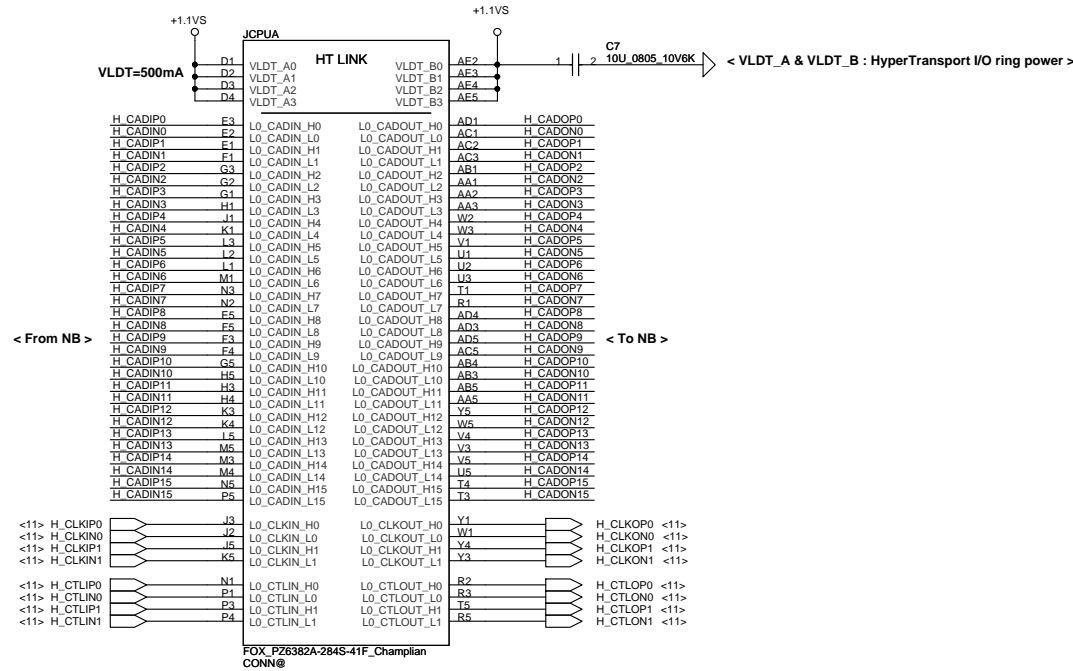 +1.1VS +1.1VS
JCPUA
HT LINK
C7
10U_0805_10V6K
1 2
< VLDT_A & VLDT_B : HyperTransport I/O ring power >
VLDT=500mA
D1 VLDT_A0 VLDT_B0 AE2
D2 VLDT_A1 VLDT_B1 AE3
D3 VLDT_A2 VLDT_B2 AE4
D4 VLDT_A3 VLDT_B3 AE5
H_CADIP0 E3 L0_CADIN_H0 L0_CADOUT_H0 AD1 H_CADOP0
H_CADIN0 E2 L0_CADIN_L0 L0_CADOUT_L0 AC1 H_CADON0
H_CADIP1 E1 L0_CADIN_H1 L0_CADOUT_H1 AC2 H_CADOP1
H_CADIN1 F1 L0_CADIN_L1 L0_CADOUT_L1 AC3 H_CADON1
H_CADIP2 G3 L0_CADIN_H2 L0_CADOUT_H2 AB1 H_CADOP2
H_CADIN2 G2 L0_CADIN_L2 L0_CADOUT_L2 AA1 H_CADON2
H_CADIP3 G1 L0_CADIN_H3 L0_CADOUT_H3 AA2 H_CADOP3
H_CADIN3 H1 L0_CADIN_L3 L0_CADOUT_L3 AA3 H_CADON3
H_CADIP4 J1 L0_CADIN_H4 L0_CADOUT_H4 W2 H_CADOP4
H_CADIN4 K1 L0_CADIN_L4 L0_CADOUT_L4 W3 H_CADON4
H_CADIP5 L3 L0_CADIN_H5 L0_CADOUT_H5 V1 H_CADOP5
H_CADIN5 L2 L0_CADIN_L5 L0_CADOUT_L5 U1 H_CADON5
H_CADIP6 L1 L0_CADIN_H6 L0_CADOUT_H6 U2 H_CADOP6
H_CADIN6 M1 L0_CADIN_L6 L0_CADOUT_L6 U3 H_CADON6
H_CADIP7 N3 L0_CADIN_H7 L0_CADOUT_H7 T1 H_CADOP7
H_CADIN7 N2 L0_CADIN_L7 L0_CADOUT_L7 R1 H_CADON7
H_CADIP8 E5 L0_CADIN_H8 L0_CADOUT_H8 AD4 H_CADOP8
H_CADIN8 F5 L0_CADIN_L8 L0_CADOUT_L8 AD3 H_CADON8
< From NB > H_CADIP9 F3 L0_CADIN_H9 L0_CADOUT_H9 AD5 H_CADOP9 < To NB >
H_CADIN9 F4 L0_CADIN_L9 L0_CADOUT_L9 AC5 H_CADON9
H_CADIP10 G5 L0_CADIN_H10 L0_CADOUT_H10 AB4 H_CADOP10
H_CADIN10 H5 L0_CADIN_L10 L0_CADOUT_L10 AB3 H_CADON10
H_CADIP11 H3 L0_CADIN_H11 L0_CADOUT_H11 AB5 H_CADOP11
H_CADIN11 H4 L0_CADIN_L11 L0_CADOUT_L11 AA5 H_CADON11
H_CADIP12 K3 L0_CADIN_H12 L0_CADOUT_H12 Y5 H_CADOP12
H_CADIN12 K4 L0_CADIN_L12 L0_CADOUT_L12 W5 H_CADON12
H_CADIP13 L5 L0_CADIN_H13 L0_CADOUT_H13 V4 H_CADOP13
H_CADIN13 M5 L0_CADIN_L13 L0_CADOUT_L13 V3 H_CADON13
H_CADIP14 M3 L0_CADIN_H14 L0_CADOUT_H14 V5 H_CADOP14
H_CADIN14 M4 L0_CADIN_L14 L0_CADOUT_L14 U5 H_CADON14
H_CADIP15 N5 L0_CADIN_H15 L0_CADOUT_H15 T4 H_CADOP15
H_CADIN15 P5 L0_CADIN_L15 L0_CADOUT_L15 T3 H_CADON15
<11> H_CLKIP0 J3 L0_CLKIN_H0 L0_CLKOUT_H0 Y1 H_CLKOP0 <11>
<11> H_CLKIN0 J2 L0_CLKIN_L0 L0_CLKOUT_L0 W1 H_CLKON0 <11>
<11> H_CLKIP1 J5 L0_CLKIN_H1 L0_CLKOUT_H1 Y4 H_CLKOP1 <11>
<11> H_CLKIN1 K5 L0_CLKIN_L1 L0_CLKOUT_L1 Y3 H_CLKON1 <11>
<11> H_CTLIP0 N1 L0_CTLIN_H0 L0_CTLOUT_H0 R2 H_CTLOP0 <11>
<11> H_CTLIN0 P1 L0_CTLIN_L0 L0_CTLOUT_L0 R3 H_CTLON0 <11>
<11> H_CTLIP1 P3 L0_CTLIN_H1 L0_CTLOUT_H1 T5 H_CTLOP1 <11>
<11> H_CTLIN1 P4 L0_CTLIN_L1 L0_CTLOUT_L1 R5 H_CTLON1 <11>
FOX_PZ6382A-284S-41F_Champlian
CONN@